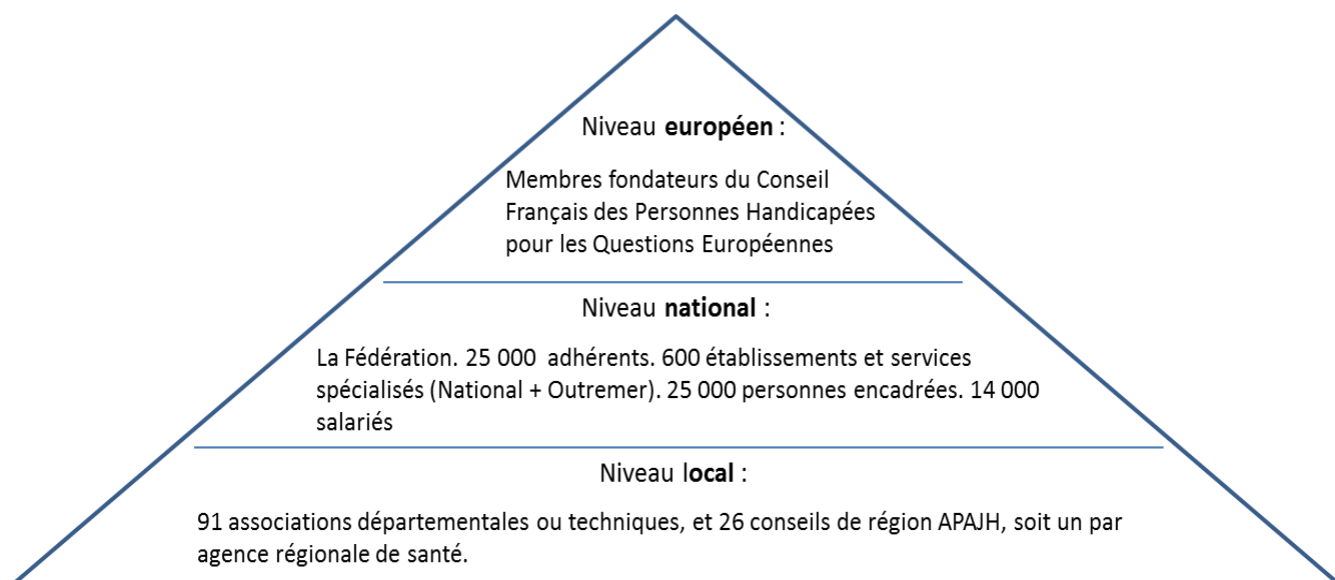 Niveau européen :
Membres fondateurs du Conseil
Français des Personnes Handicapées
pour les Questions Européennes
Niveau national :
La Fédération. 25 000 adhérents. 600 établissements et services
spécialisés (National + Outremer). 25 000 personnes encadrées. 14 000
salariés
Niveau local :
91 associations départementales ou techniques, et 26 conseils de région APAJH, soit un par
agence régionale de santé.